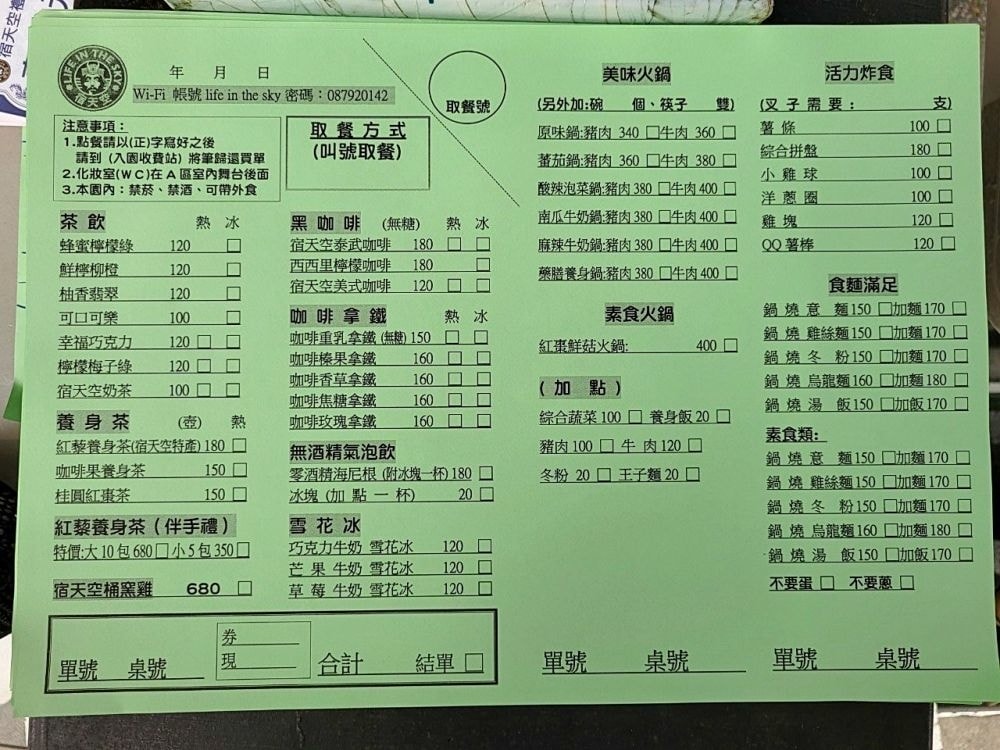 LIFE IN THE SKY
宿天空
年 月 日
Wi-Fi 帳號 life in the sky 密碼：087920142
取餐號
注意事項：
1.點餐請以(正)字寫好之後
請到 (入園收費站) 將筆歸還買單
2.化妝室(WC)在A區室內舞台後面
3.本園內：禁菸、禁酒、可帶外食
取餐方式
(叫號取餐)
茶飲 熱 冰
蜂蜜檸檬綠 120 □
鮮檸柳橙 120 □
柚香翡翠 120 □
可口可樂 100 □
幸福巧克力 120 □ □
檸檬梅子綠 120 □ □
宿天空奶茶 100 □ □
養身茶 (壺) 熱
紅藜養身茶(宿天空特產) 180 □
咖啡果養身茶 150 □
桂圓紅棗茶 150 □
紅藜養身茶(伴手禮)
特價:大10包680 □ 小5包350 □
宿天空桶窯雞 680 □
黑咖啡 (無糖) 熱 冰
宿天空泰武咖啡 180 □ □
西西里檸檬咖啡 180 □
宿天空美式咖啡 120 □ □
咖啡拿鐵 熱 冰
咖啡重乳拿鐵 (無糖) 150 □ □
咖啡榛果拿鐵 160 □ □
咖啡香草拿鐵 160 □ □
咖啡焦糖拿鐵 160 □ □
咖啡玫瑰拿鐵 160 □ □
無酒精氣泡飲
零酒精海尼根 (附冰塊一杯) 180 □
冰塊 (加點一杯) 20 □
雪花冰
巧克力牛奶 雪花冰 120 □
芒果牛奶 雪花冰 120 □
草莓牛奶 雪花冰 120 □
單號 桌號
券
現
合計 結單 □
美味火鍋
(另外加:碗 個、筷子 雙)
原味鍋:豬肉 340 □牛肉 360 □
蕃茄鍋:豬肉 360 □牛肉 380 □
酸辣泡菜鍋:豬肉 380 □牛肉 400 □
南瓜牛奶鍋:豬肉 380 □牛肉 400 □
麻辣牛奶鍋:豬肉 380 □牛肉 400 □
藥膳養身鍋:豬肉 380 □牛肉 400 □
素食火鍋
紅棗鮮菇火鍋: 400 □
(加點)
綜合蔬菜 100 □ 養身飯 20 □
豬肉 100 □ 牛肉 120 □
冬粉 20 □ 王子麵 20 □
單號 桌號
活力炸食
(叉子需要: 支)
薯條 100 □
綜合拼盤 180 □
小雞球 100 □
洋蔥圈 100 □
雞塊 120 □
QQ薯棒 120 □
食麵滿足
鍋燒意麵150 □加麵170 □
鍋燒雞絲麵150 □加麵170 □
鍋燒冬粉150 □加麵170 □
鍋燒烏龍麵160 □加麵180 □
鍋燒湯飯150 □加飯170 □
素食類:
鍋燒意麵150 □加麵170 □
鍋燒雞絲麵150 □加麵170 □
鍋燒冬粉150 □加麵170 □
鍋燒烏龍麵160 □加麵180 □
鍋燒湯飯150 □加飯170 □
不要蛋 □ 不要蔥 □
單號 桌號